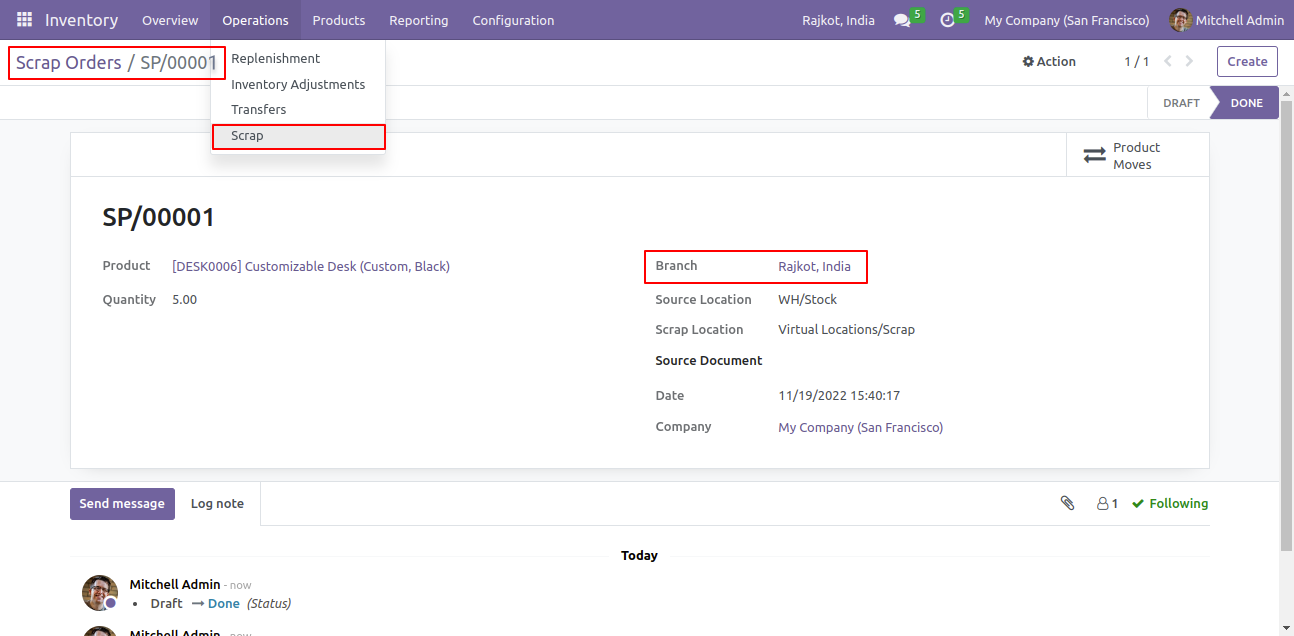 Inventory Overview Operations Products Reporting Configuration Rajkot, India 5 5 My Company (San Francisco) Mitchell Admin
Scrap Orders / SP/00001 Action 1 / 1 Create
Replenishment
Inventory Adjustments
Transfers
Scrap
DRAFT DONE
Product
Moves
SP/00001
Product [DESK0006] Customizable Desk (Custom, Black)
Quantity 5.00
Branch Rajkot, India
Source Location WH/Stock
Scrap Location Virtual Locations/Scrap
Source Document
Date 11/19/2022 15:40:17
Company My Company (San Francisco)
Send message Log note 1 Following
Today
Mitchell Admin - now
• Draft → Done (Status)
Mitchell Admin - now